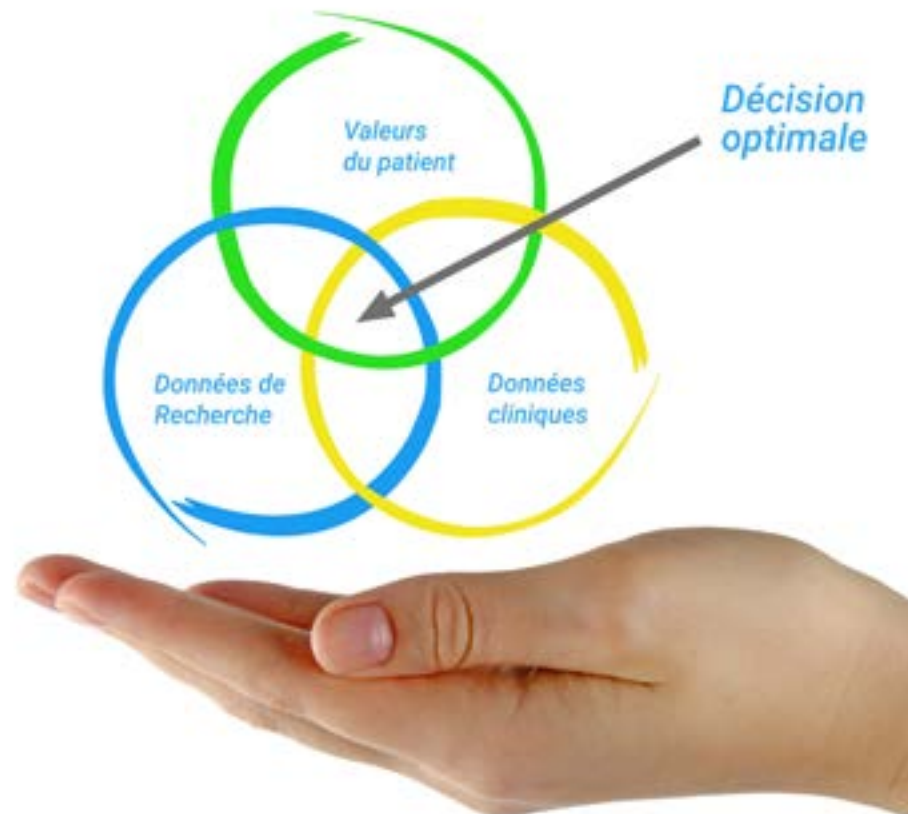 Valeurs
du patient
Décision
optimale
Données de
Recherche
Données
cliniques